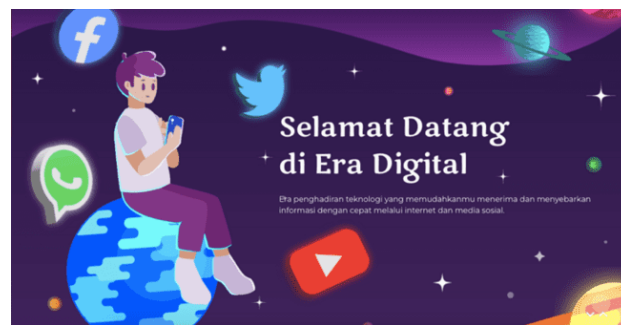 Selamat Datang
di Era Digital
Era penghadiran teknologi yang memudahkanmu menerima dan menyebarkan
informasi dengan cepat melalui internet dan media sosial.